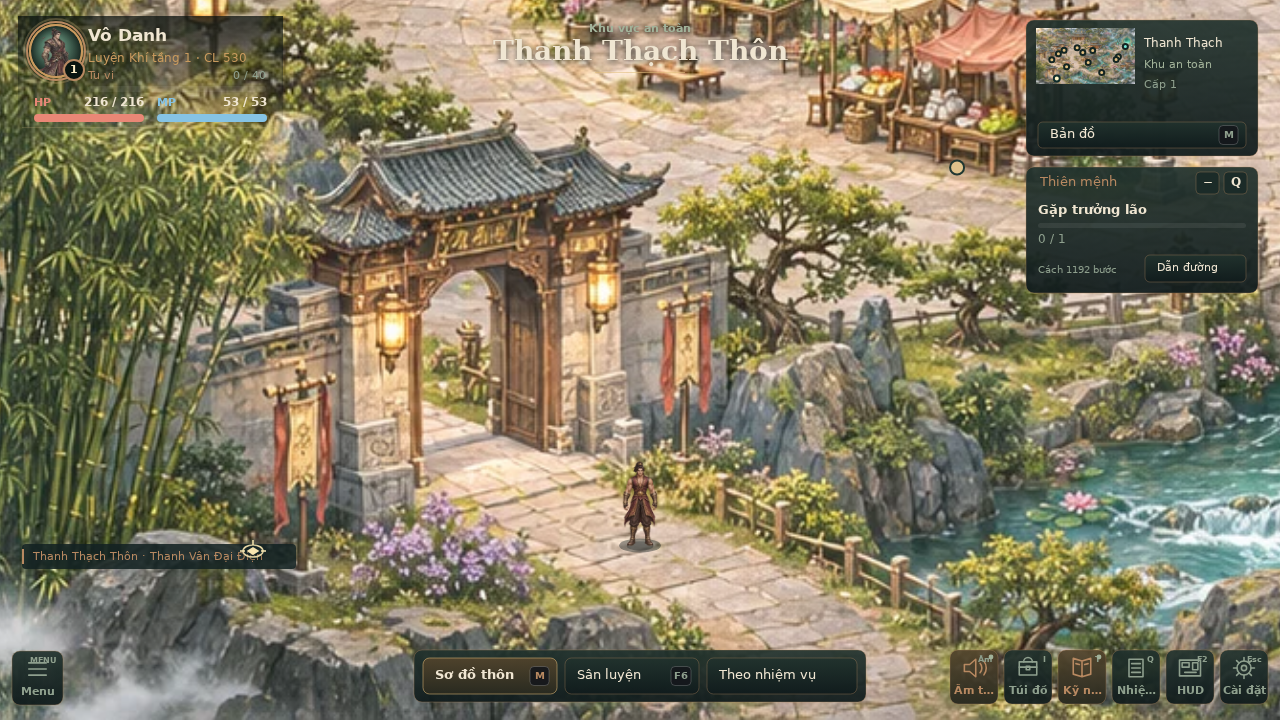 Vô Danh
Luyện Khí tầng 1 · CL 530
Tu vi 0 / 40
1
HP 216 / 216 MP 53 / 53
Khu vực an toàn
Thanh Thạch Thôn
Thanh Thạch
Khu an toàn
Cấp 1
Bản đồ M
Thiên mệnh – Q
Gặp trưởng lão
0 / 1
Cách 1192 bước
Dẫn đường
Thanh Thạch Thôn · Thanh Vân Đại Điện
MENU
Menu
Sơ đồ thôn M
Sân luyện F6
Theo nhiệm vụ
Âm t...
Túi đồ I
Kỹ n...
Nhiệ... Q
HUD F2
Cài đặt Esc